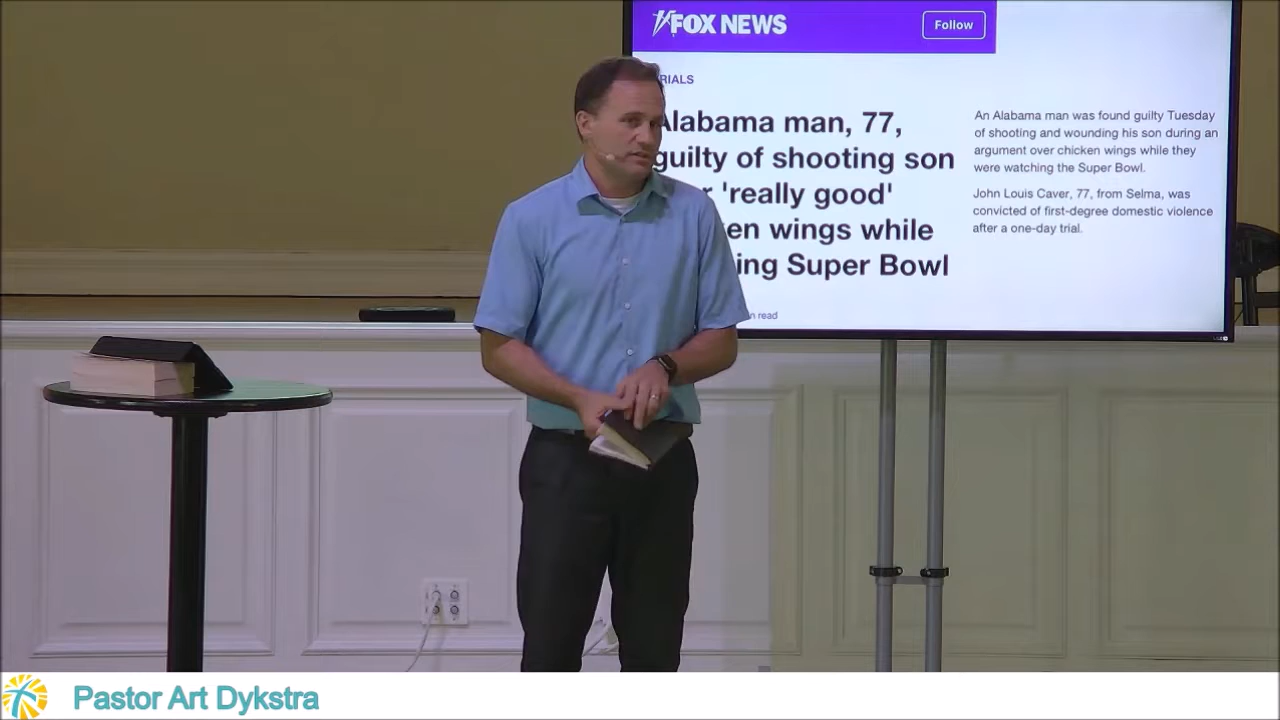 FOX NEWS
Follow
RIALS
Alabama man, 77,
guilty of shooting son
r 'really good'
en wings while
ing Super Bowl
n read
An Alabama man was found guilty Tuesday
of shooting and wounding his son during an
argument over chicken wings while they
were watching the Super Bowl.
John Louis Caver, 77, from Selma, was
convicted of first-degree domestic violence
after a one-day trial.
Pastor Art Dykstra